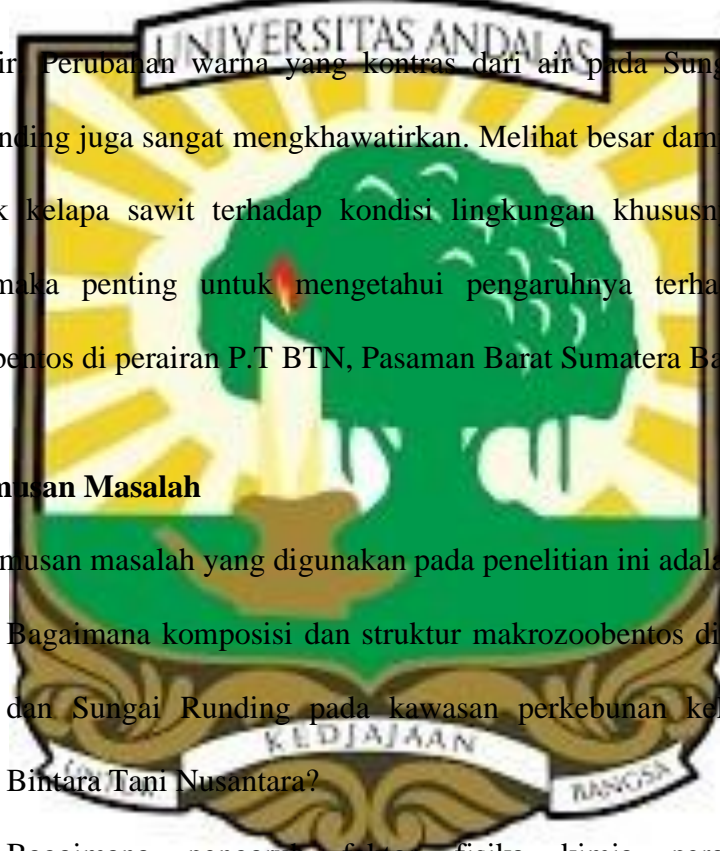 UNIVERSITAS ANDALAS
ir. Perubahan warna yang kontras dari air pada Sung
nding juga sangat mengkhawatirkan. Melihat besar dam
k kelapa sawit terhadap kondisi lingkungan khususn
maka penting untuk mengetahui pengaruhnya terha
bentos di perairan P.T BTN, Pasaman Barat Sumatera Ba
musan Masalah
musan masalah yang digunakan pada penelitian ini adala
Bagaimana komposisi dan struktur makrozoobentos di
dan Sungai Runding pada kawasan perkebunan kel
KEDJAJAAN
Bintara Tani Nusantara?
UNTUK
BANGSA